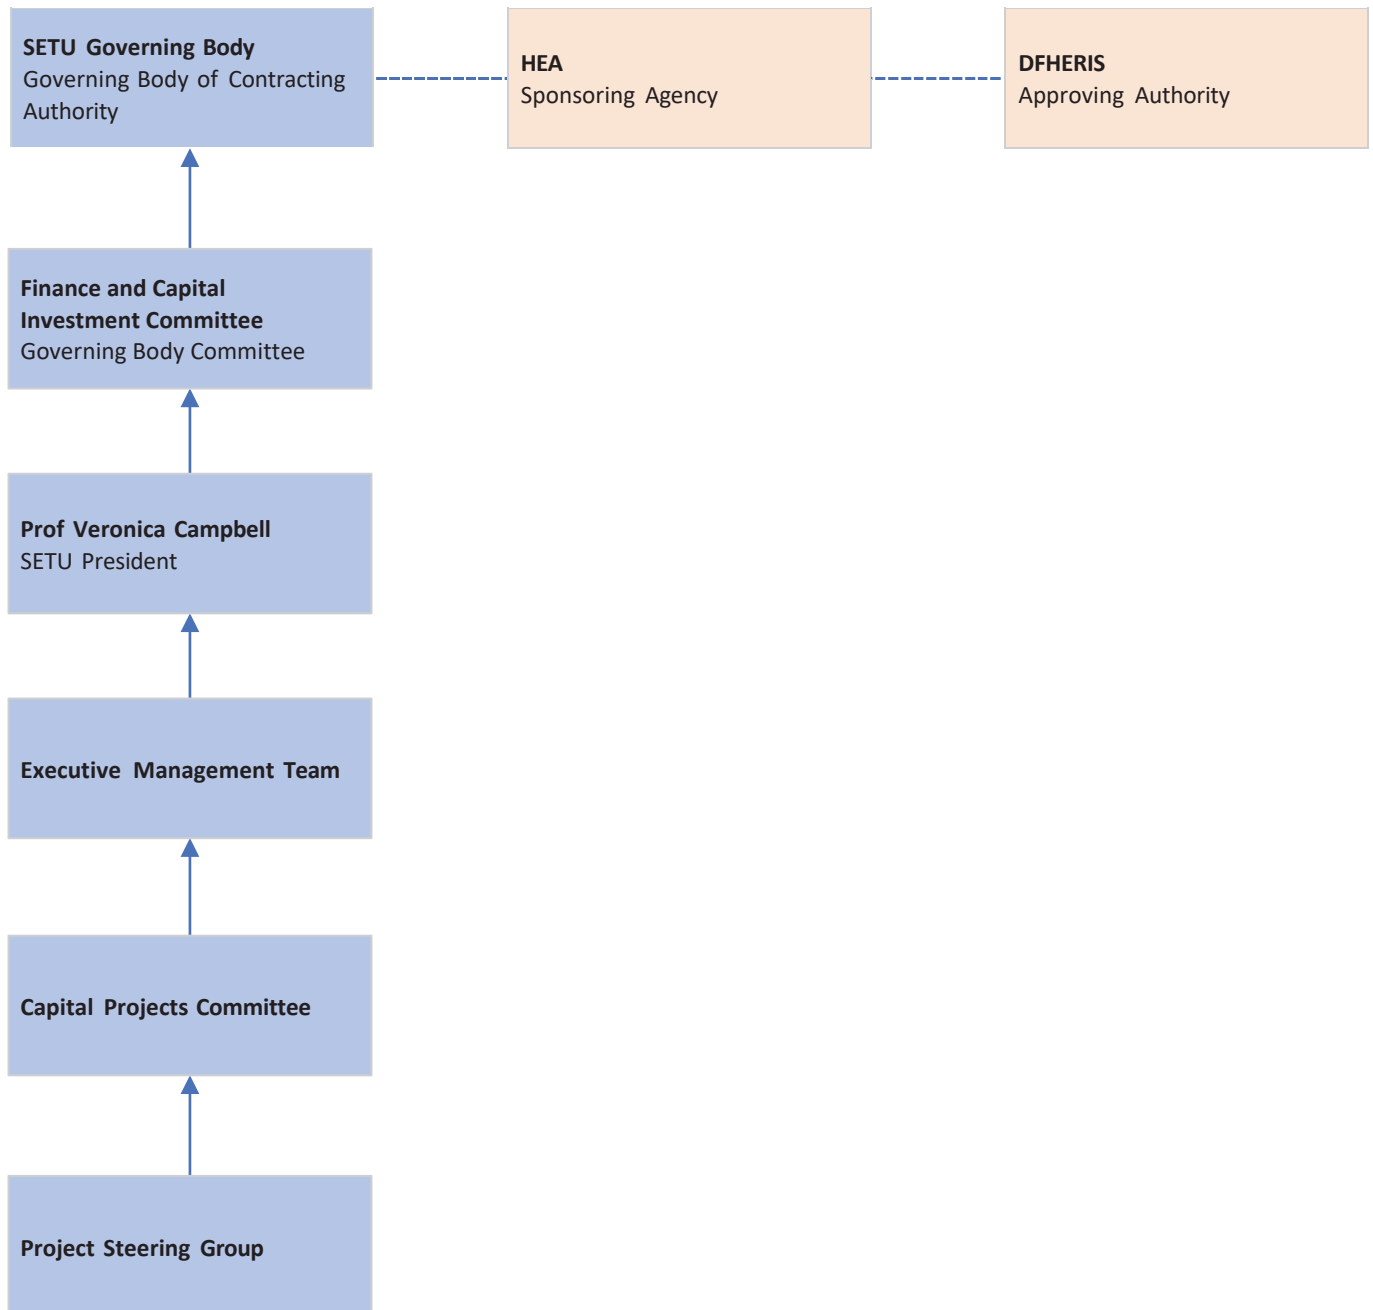 SETU Governing Body
Governing Body of Contracting
Authority
HEA
Sponsoring Agency
DFHERIS
Approving Authority
Finance and Capital
Investment Committee
Governing Body Committee
Prof Veronica Campbell
SETU President
Executive Management Team
Capital Projects Committee
Project Steering Group